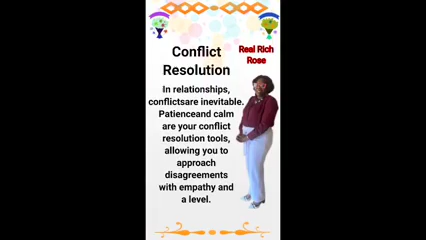 Conflict
Resolution
Real Rich
Rose
In relationships,
conflictsare inevitable.
Patienceand calm
are your conflict
resolution tools,
allowing you to
approach
disagreements
with empathy and
a level.